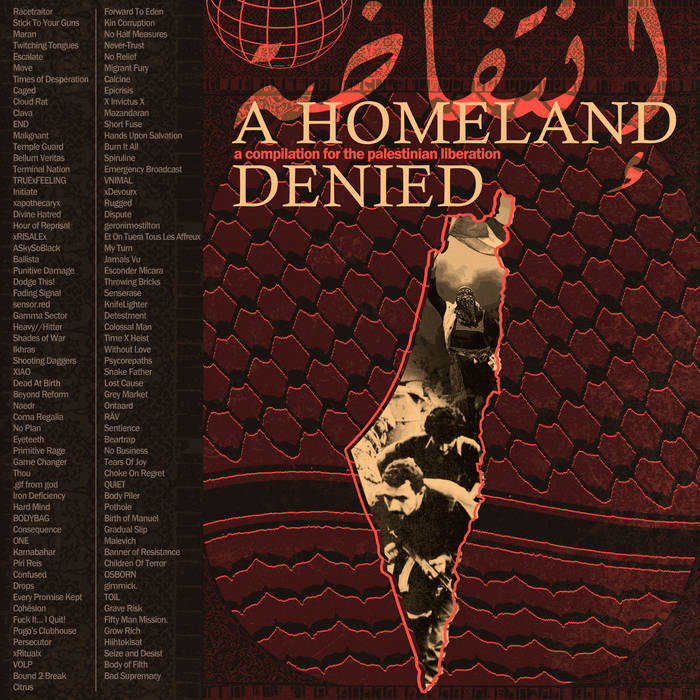 Racetraitor
Stick To Your Guns
Maran
Twitching Tongues
Escalate
Move
Times of Desperation
Caged
Cloud Rat
Clava
END
Malignant
Temple Guard
Bellum Veritas
Terminal Nation
TRUExFEELING
Initiate
xapothecaryx
Divine Hatred
Hour of Reprisal
xRISALEx
ASkySoBlack
Ballista
Punitive Damage
Dodge This!
Fading Signal
sensor.red
Gamma Sector
Heavy//Hitter
Shades of War
Ikhras
Shooting Daggers
XIAO
Dead At Birth
Beyond Reform
Naedr
Coma Regalia
No Plan
Eyeteeth
Primitive Rage
Game Changer
Thou
.gif from god
Iron Deficiency
Hard Mind
BODYBAG
Consequence
ONE
Karnabahar
Piri Reis
Confused
Drops
Every Promise Kept
Cohésion
Fuck It... I Quit!
Pogo's Clubhouse
Persecutor
xRitualx
VOLP
Bound 2 Break
Citrus
Forward To Eden
Kin Corruption
No Half Measures
Never-Trust
No Relief
Migrant Fury
Calcine
Epicrisis
X Invictus X
Mazandaran
Short Fuse
Hands Upon Salvation
Burn It All
Spiruline
Emergency Broadcast
VNIMAL
xDevourx
Rugged
Dispute
geronimostilton
Et On Tuera Tous Les Affreux
My Turn
Jamais Vu
Esconder Micara
Throwing Bricks
Senserase
KnifeLighter
Detestment
Colossal Man
Time X Heist
Without Love
Psycorepaths
Snake Father
Lost Cause
Grey Market
Ontaard
RÄV
Sentience
Beartrap
No Business
Tears Of Joy
Choke On Regret
QUIET
Body Piler
Pothole
Birth of Manuel
Gradual Slip
Malevich
Banner of Resistance
Children Of Terror
OSBORN
gimmick.
TOIL
Grave Risk
Fifty Man Mission.
Grow Rich
Hiihtokisat
Seize and Desist
Body of Filth
Bad Supremacy
إنتفاضة
A HOMELAND
a compilation for the palestinian liberation
DENIED